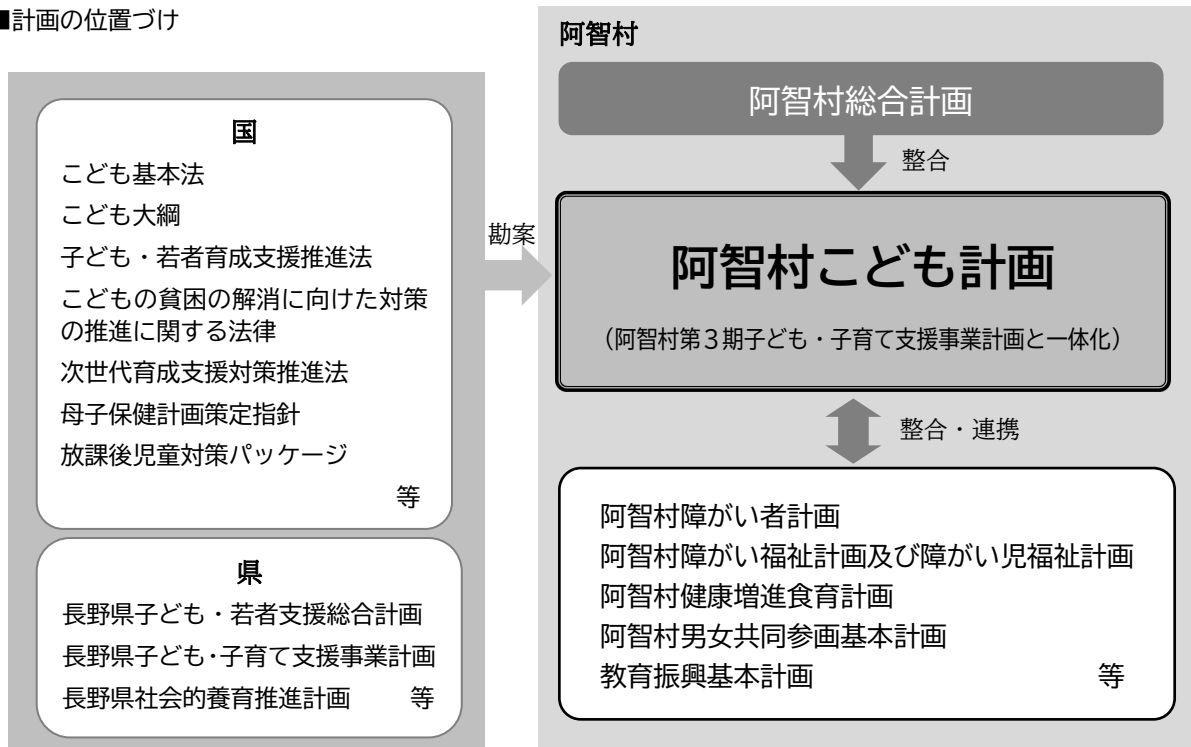 ■計画の位置づけ
国
こども基本法
こども大綱
子ども・若者育成支援推進法
こどもの貧困の解消に向けた対策
の推進に関する法律
次世代育成支援対策推進法
母子保健計画策定指針
放課後児童対策パッケージ
等
県
長野県子ども・若者支援総合計画
長野県子ども・子育て支援事業計画
長野県社会的養育推進計画 等
勘案
阿智村
阿智村総合計画
整合
阿智村こども計画
（阿智村第３期子ども・子育て支援事業計画と一体化）
整合・連携
阿智村障がい者計画
阿智村障がい福祉計画及び障がい児福祉計画
阿智村健康増進食育計画
阿智村男女共同参画基本計画
教育振興基本計画 等